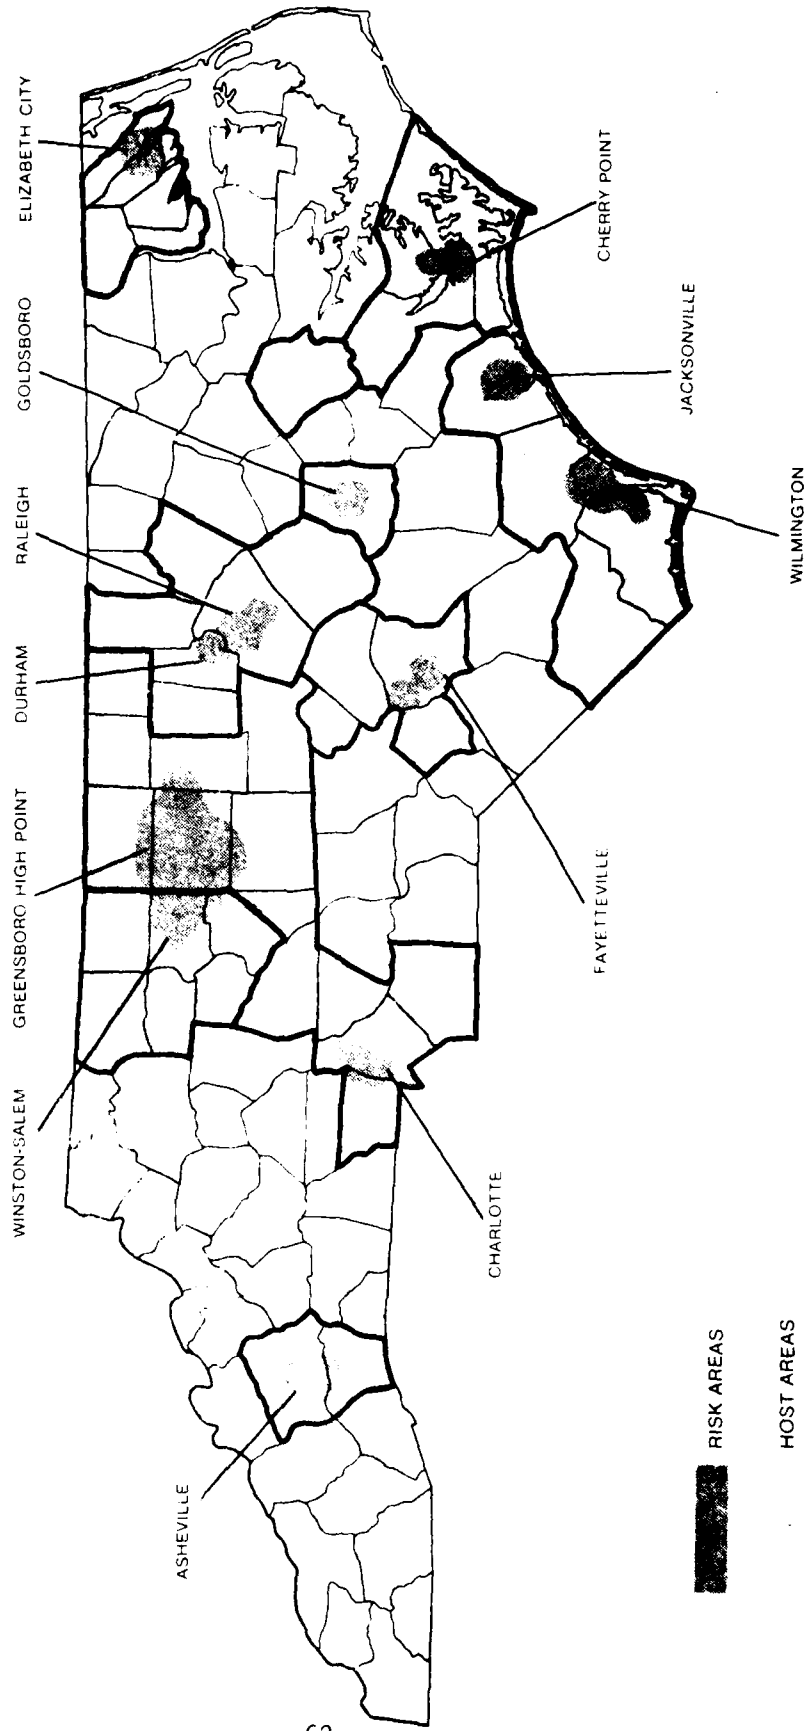 WINSTON-SALEM
GREENSBORO HIGH POINT
DURHAM
RALEIGH
GOLDSBORO
ELIZABETH CITY
ASHEVILLE
CHARLOTTE
FAYETTEVILLE
WILMINGTON
JACKSONVILLE
CHERRY POINT
RISK AREAS
HOST AREAS